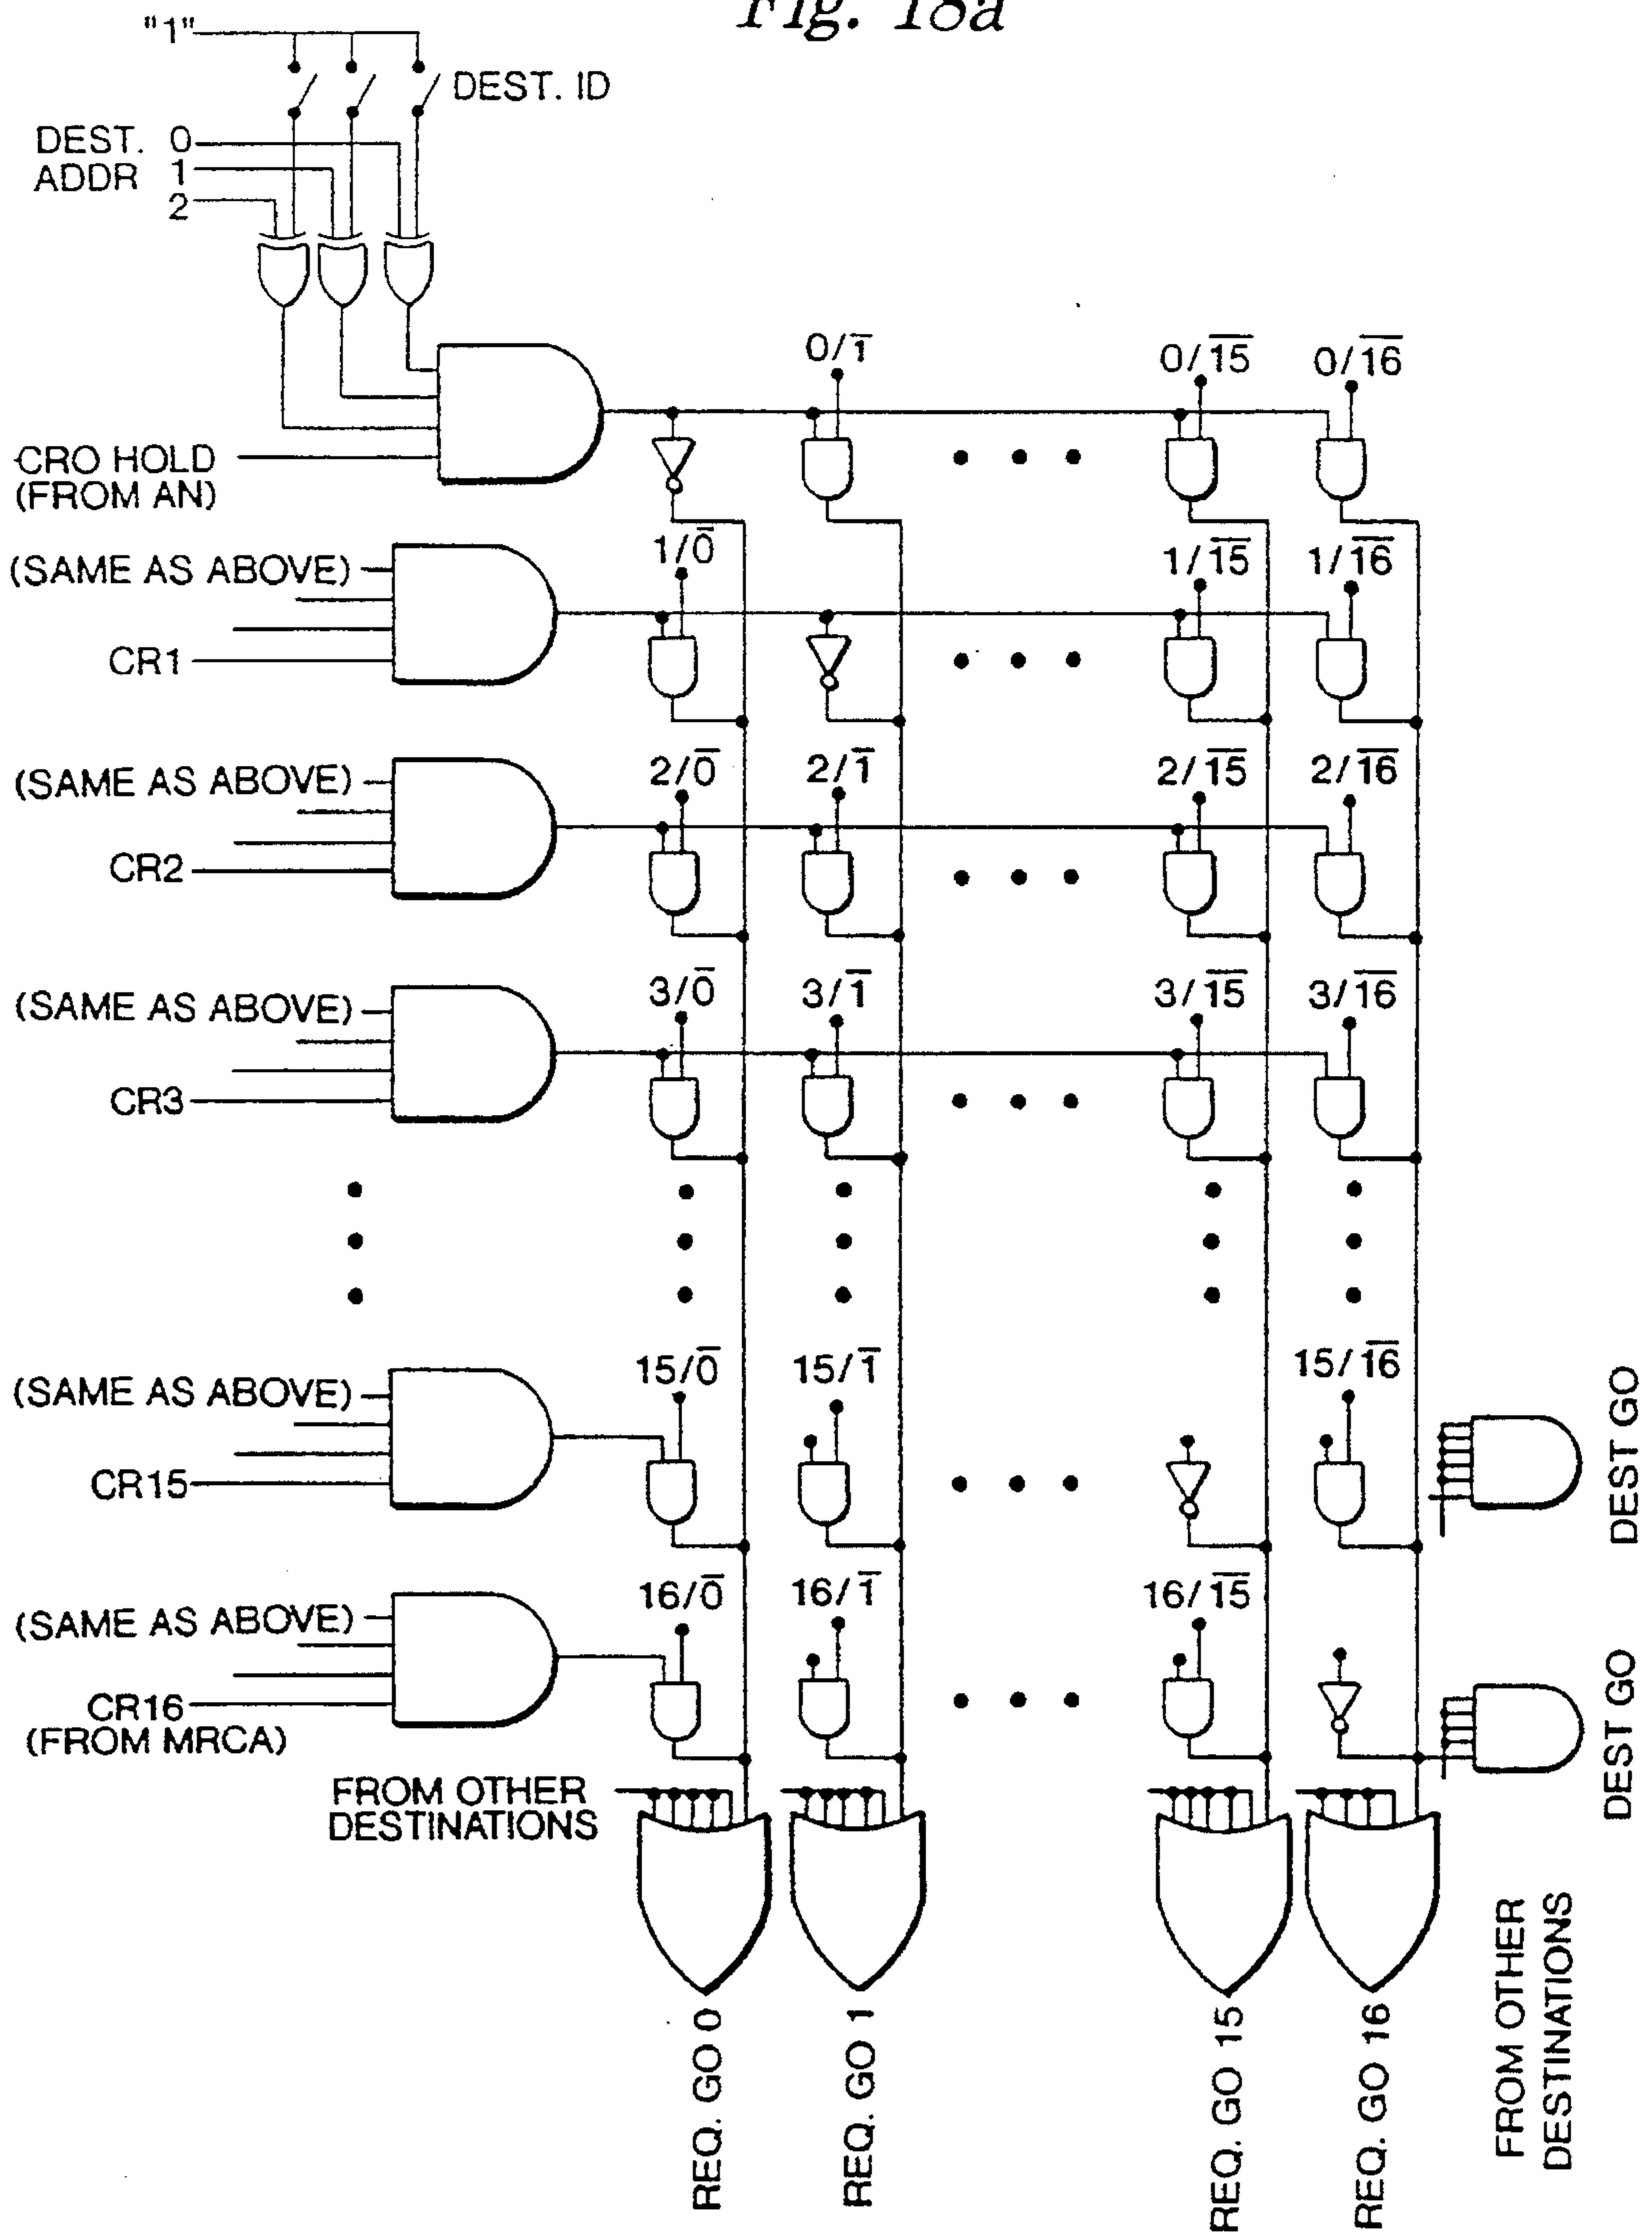 Fig. 18a
"1"
DEST. ID
DEST. 0
ADDR 1
2
0/1̅
0/1̅5̅
0/1̅6̅
CRO HOLD
(FROM AN)
1/0̅
1/1̅5̅
1/1̅6̅
(SAME AS ABOVE)
CR1
2/0̅
2/1̅
2/1̅5̅
2/1̅6̅
(SAME AS ABOVE)
CR2
3/0̅
3/1̅
3/1̅5̅
3/1̅6̅
(SAME AS ABOVE)
CR3
15/0̅
15/1̅
15/1̅6̅
(SAME AS ABOVE)
CR15
DEST GO
16/0̅
16/1̅
16/1̅5̅
(SAME AS ABOVE)
CR16
(FROM MRCA)
DEST GO
FROM OTHER
DESTINATIONS
REQ. GO 0
REQ. GO 1
REQ. GO 15
REQ. GO 16
FROM OTHER
DESTINATIONS